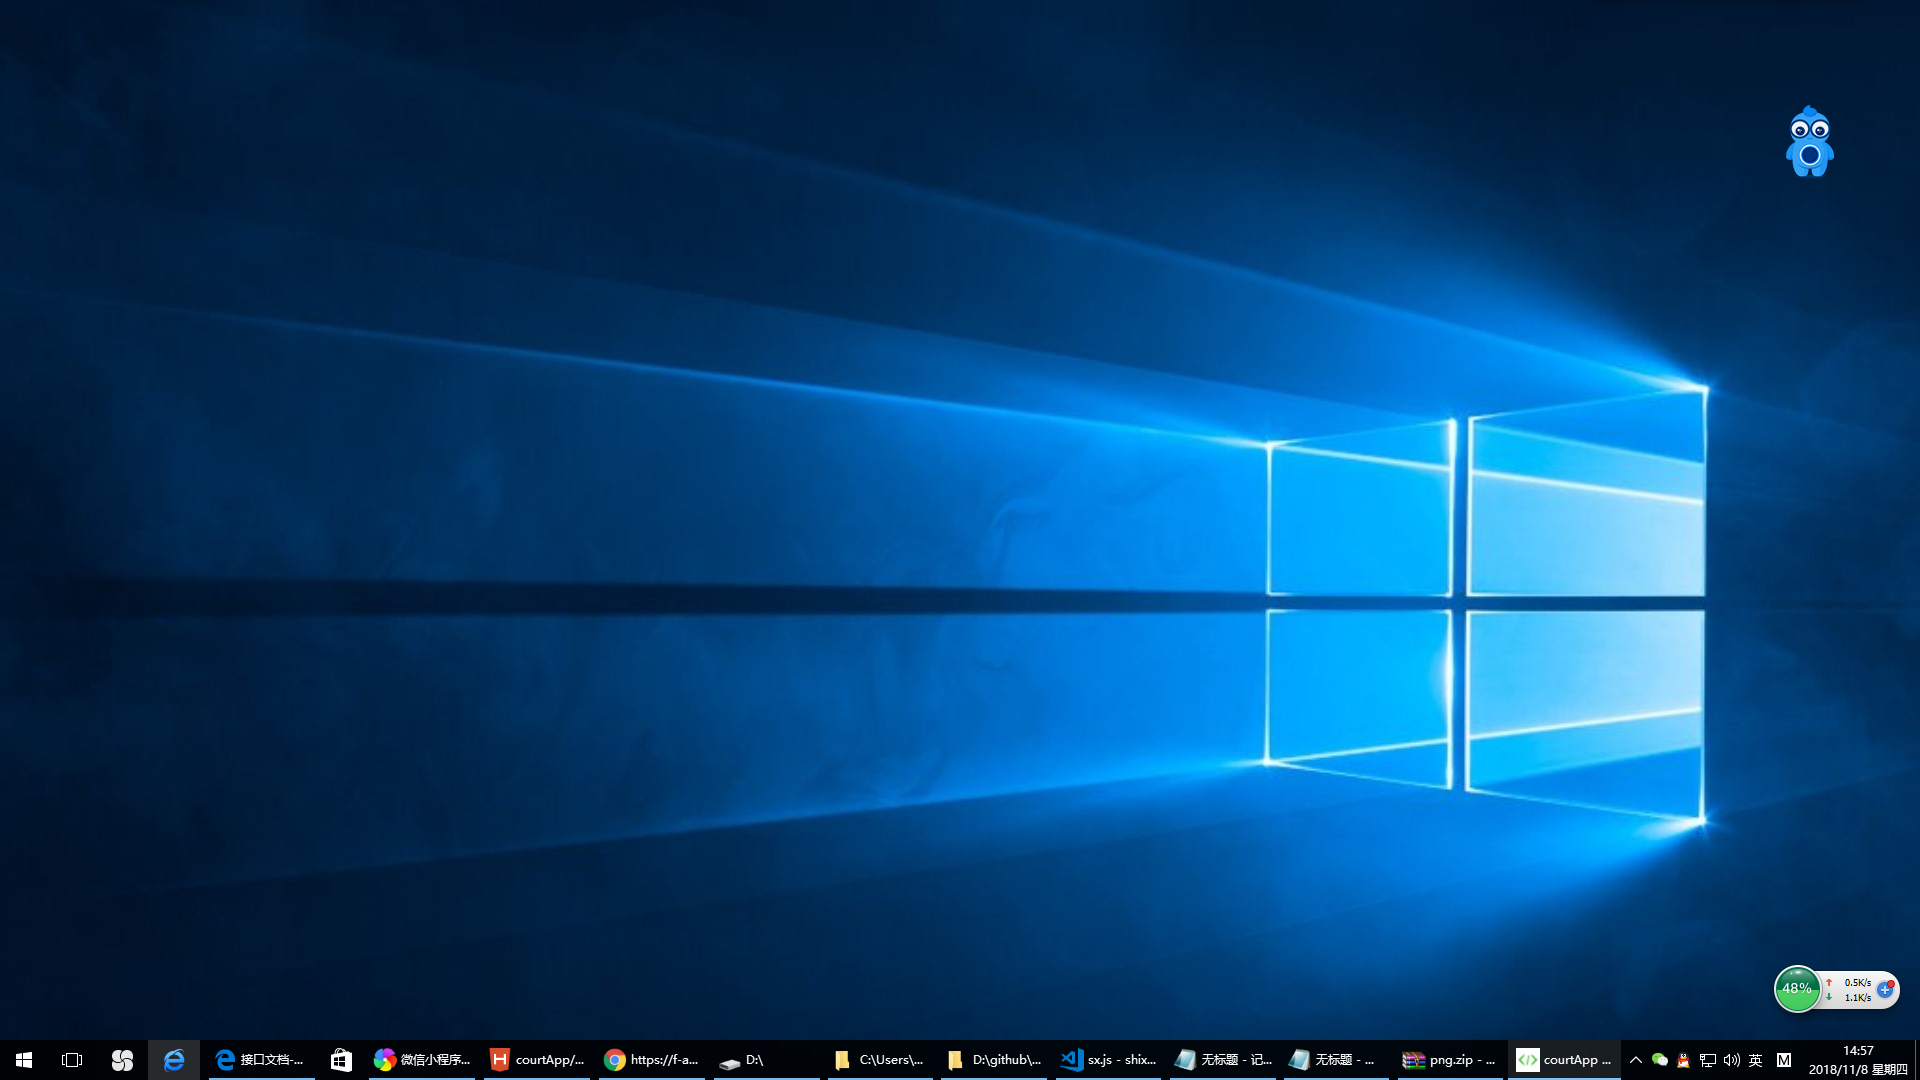 48%
0.5K/s
1.1K/s
接口文档-...
微信小程序...
courtApp/...
https://f-a...
D:\
C:\Users\...
D:\github\...
sx.js - shix...
无标题 - 记...
无标题 - ...
png.zip - ...
courtApp ...
英
M
14:57
2018/11/8 星期四